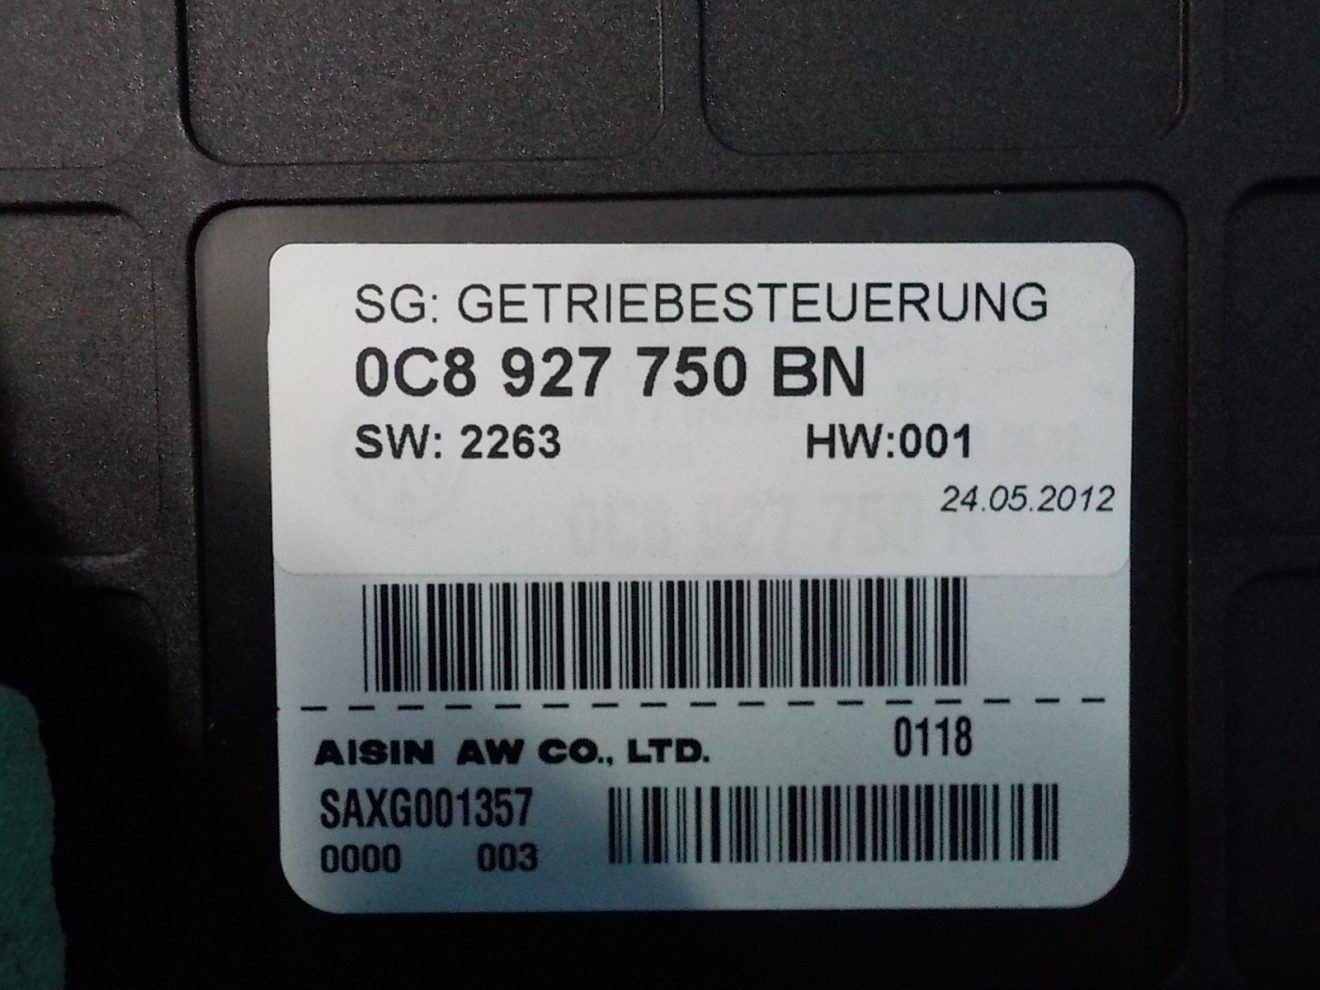 SG: GETRIEBESTEUERUNG
0C8 927 750 BN
SW: 2263 HW:001
24.05.2012
0118
AISIN AW CO., LTD.
SAXG001357
0000 003